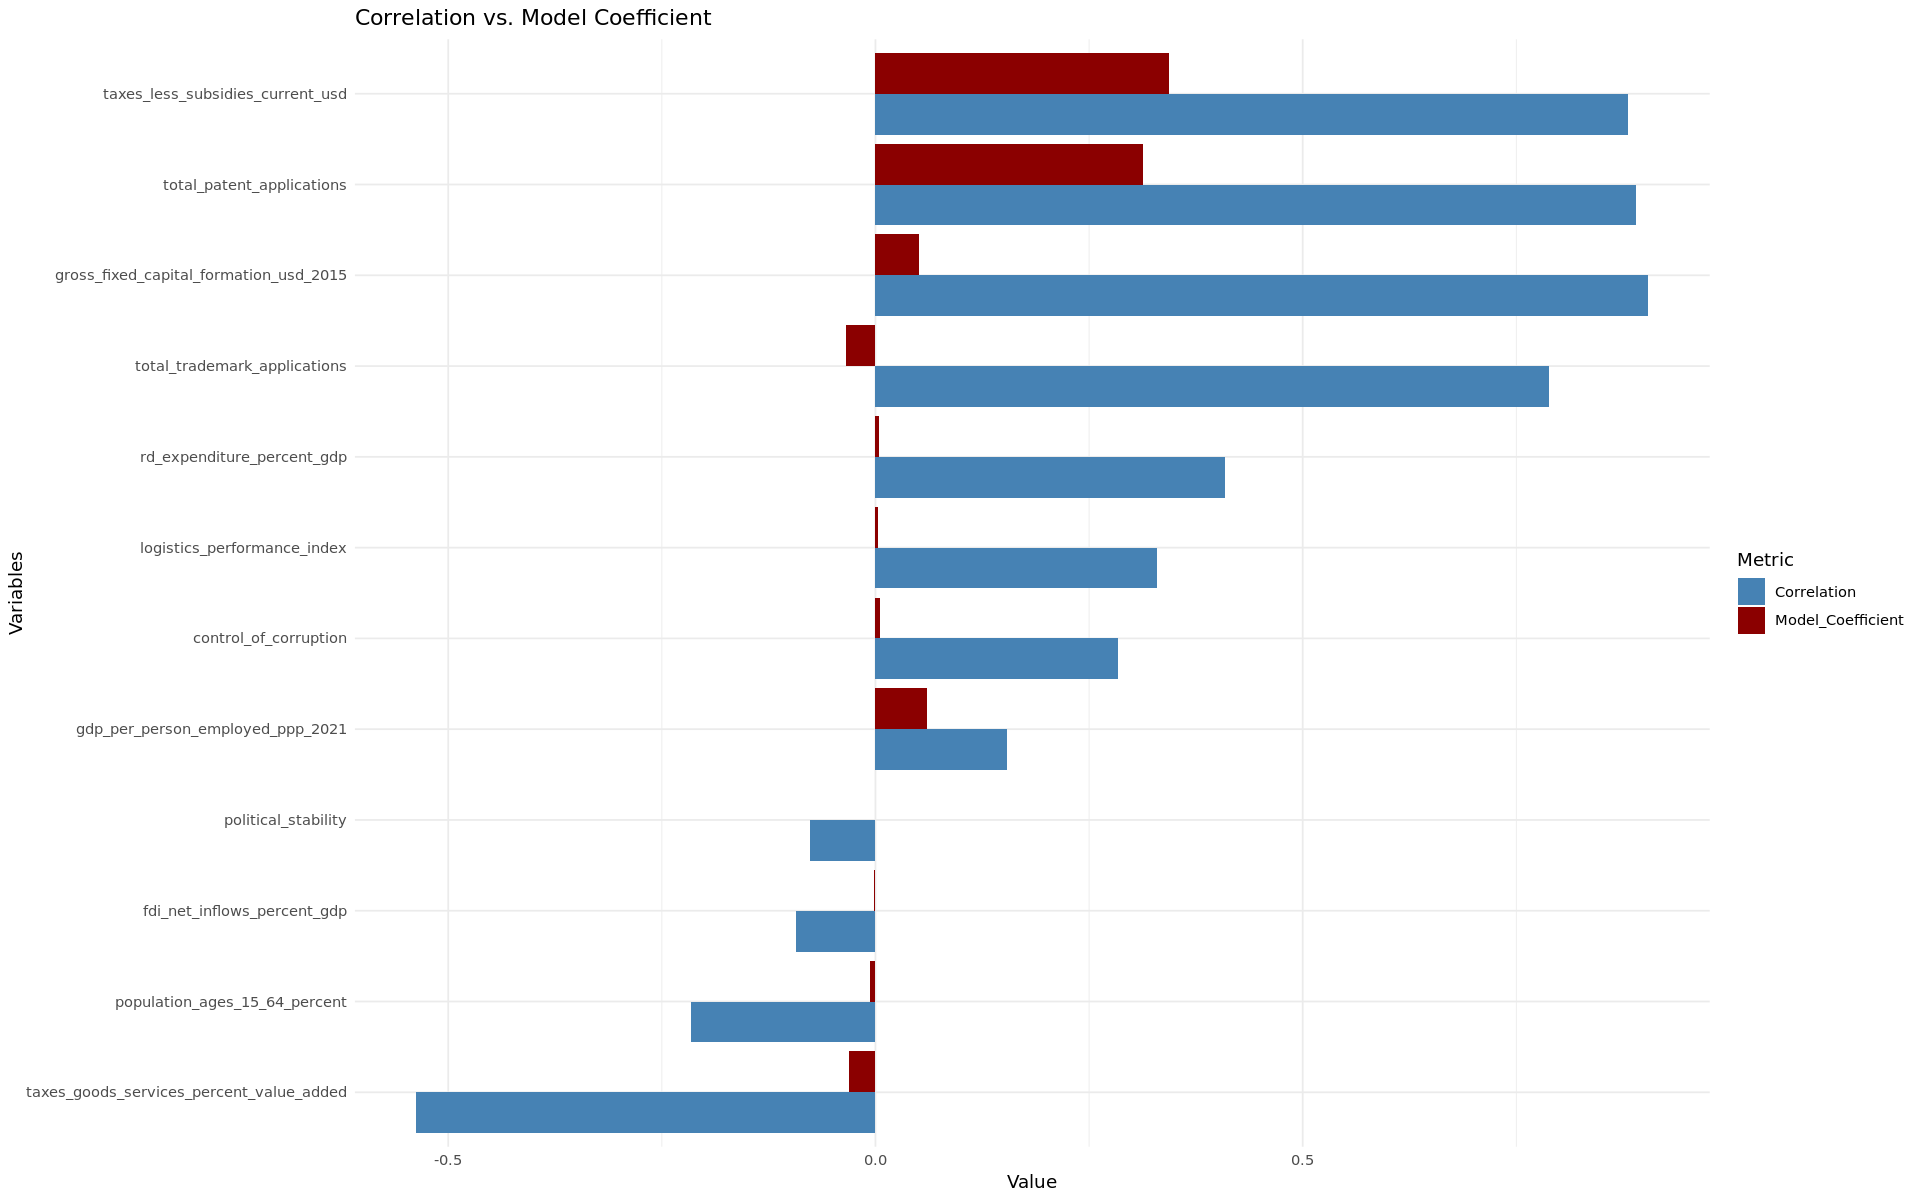 Correlation vs. Model Coefficient
taxes_less_subsidies_current_usd
total_patent_applications
gross_fixed_capital_formation_usd_2015
total_trademark_applications
rd_expenditure_percent_gdp
logistics_performance_index
control_of_corruption
gdp_per_person_employed_ppp_2021
political_stability
fdi_net_inflows_percent_gdp
population_ages_15_64_percent
taxes_goods_services_percent_value_added
Variables
-0.5
0.0
0.5
Value
Metric
Correlation
Model_Coefficient